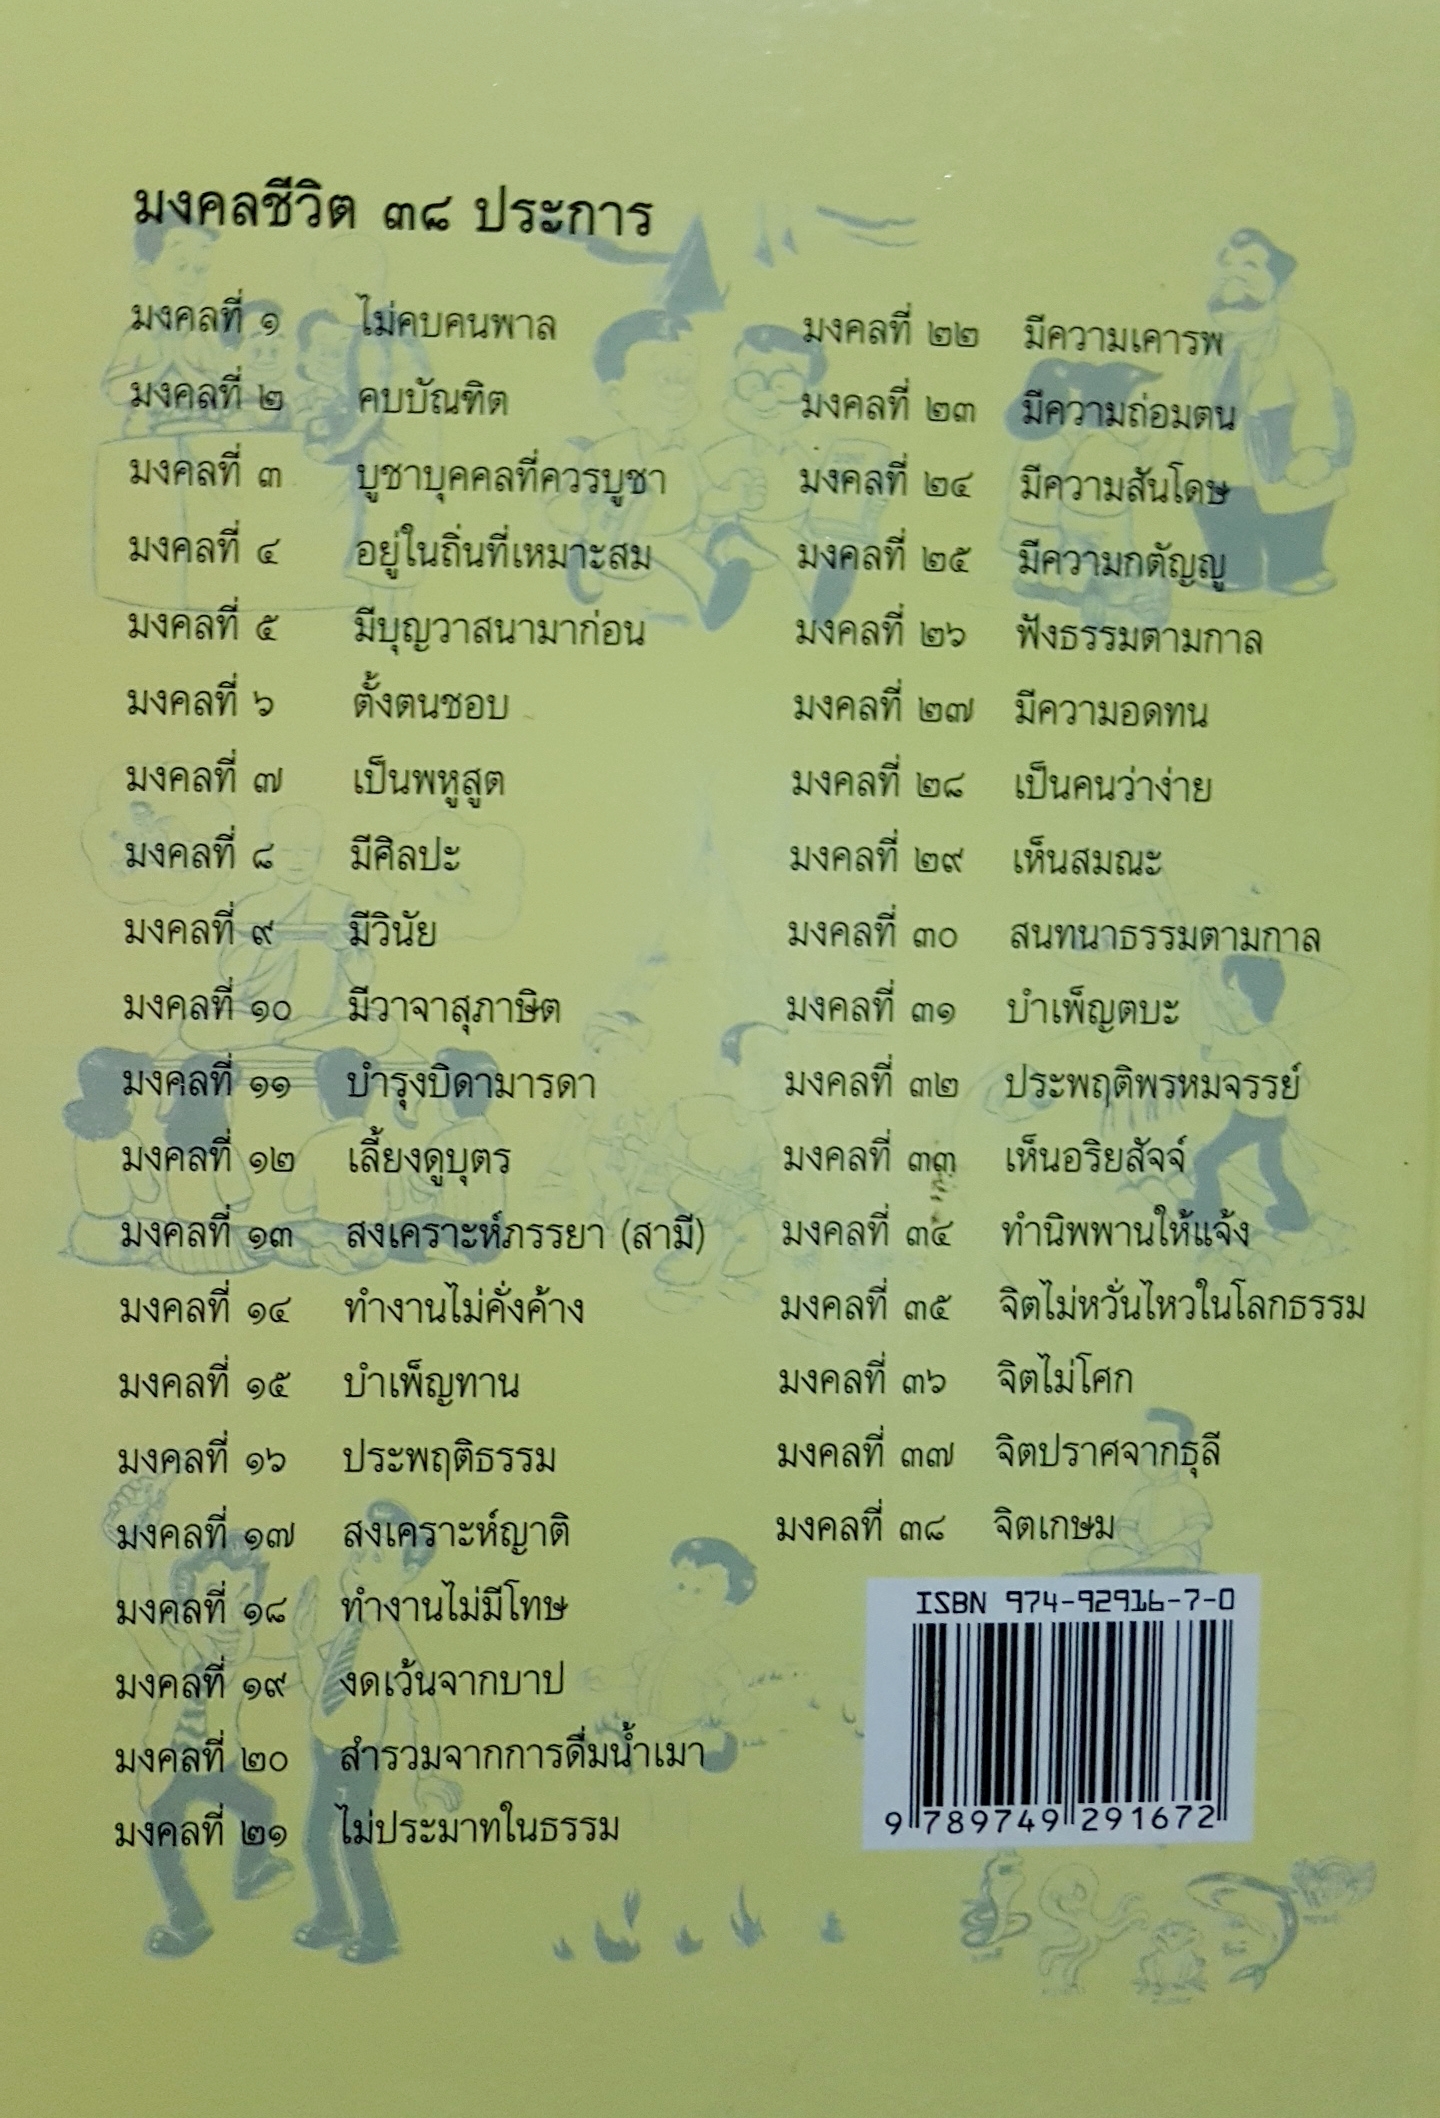 มงคลชีวิต ๓๘ ประการ
มงคลที่ ๑ ไม่คบคนพาล
มงคลที่ ๒ คบบัณฑิต
มงคลที่ ๓ บูชาบุคคลที่ควรบูชา
มงคลที่ ๔ อยู่ในถิ่นที่เหมาะสม
มงคลที่ ๕ มีบุญวาสนามาก่อน
มงคลที่ ๖ ตั้งตนชอบ
มงคลที่ ๗ เป็นพหูสูต
มงคลที่ ๘ มีศิลปะ
มงคลที่ ๙ มีวินัย
มงคลที่ ๑๐ มีวาจาสุภาษิต
มงคลที่ ๑๑ บำรุงบิดามารดา
มงคลที่ ๑๒ เลี้ยงดูบุตร
มงคลที่ ๑๓ สงเคราะห์ภรรยา (สามี)
มงคลที่ ๑๔ ทำงานไม่คั่งค้าง
มงคลที่ ๑๕ บำเพ็ญทาน
มงคลที่ ๑๖ ประพฤติธรรม
มงคลที่ ๑๗ สงเคราะห์ญาติ
มงคลที่ ๑๘ ทำงานไม่มีโทษ
มงคลที่ ๑๙ งดเว้นจากบาป
มงคลที่ ๒๐ สำรวมจากการดื่มน้ำเมา
มงคลที่ ๒๑ ไม่ประมาทในธรรม
มงคลที่ ๒๒ มีความเคารพ
มงคลที่ ๒๓ มีความถ่อมตน
มงคลที่ ๒๔ มีความสันโดษ
มงคลที่ ๒๕ มีความกตัญญู
มงคลที่ ๒๖ ฟังธรรมตามกาล
มงคลที่ ๒๗ มีความอดทน
มงคลที่ ๒๘ เป็นคนว่าง่าย
มงคลที่ ๒๙ เห็นสมณะ
มงคลที่ ๓๐ สนทนาธรรมตามกาล
มงคลที่ ๓๑ บำเพ็ญตบะ
มงคลที่ ๓๒ ประพฤติพรหมจรรย์
มงคลที่ ๓๓ เห็นอริยสัจจ์
มงคลที่ ๓๔ ทำนิพพานให้แจ้ง
มงคลที่ ๓๕ จิตไม่หวั่นไหวในโลกธรรม
มงคลที่ ๓๖ จิตไม่โศก
มงคลที่ ๓๗ จิตปราศจากธุลี
มงคลที่ ๓๘ จิตเกษม
ISBN 974-92916-7-0
9 789749 291672